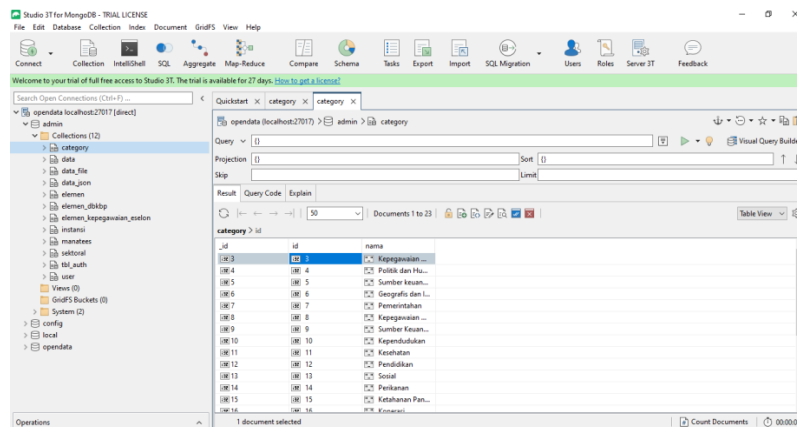 Studio 3T for MongoDB - TRIAL LICENSE
File Edit Database Collection Index Document GridFS View Help
Connect Collection IntelliShell SQL Aggregate Map-Reduce Compare Schema Tasks Export Import SQL Migration Users Roles Server 3T Feedback
Welcome to your trial of full free access to Studio 3T. The trial is available for 27 days. How to get a license?
Search Open Connections (Ctrl+F) ...
Quickstart category category
opendata localhost:27017 [direct]
admin
Collections (12)
category
data
data_file
data_json
elemen
elemen_dbkbp
elemen_kepegawaian_eselon
instansi
manatees
sektoral
tbl_auth
user
Views (0)
GridFS Buckets (0)
System (2)
config
local
opendata
opendata (localhost:27017) > admin > category
Query {} Visual Query Builde
Projection {} Sort {}
Skip Limit
Result Query Code Explain
50 Documents 1 to 23 Table View
category > id
_id id nama
3 3 Kepegawaian ...
4 4 Politik dan Hu...
5 5 Sumber keuan...
6 6 Geografis dan I...
7 7 Pemerintahan
8 8 Kepegawaian ...
9 9 Sumber Keuan...
10 10 Kependudukan
11 11 Kesehatan
12 12 Pendidikan
13 13 Sosial
14 14 Perikanan
15 15 Ketahanan Pan...
16 16 Koperasi
Operations 1 document selected Count Documents 00:00:0